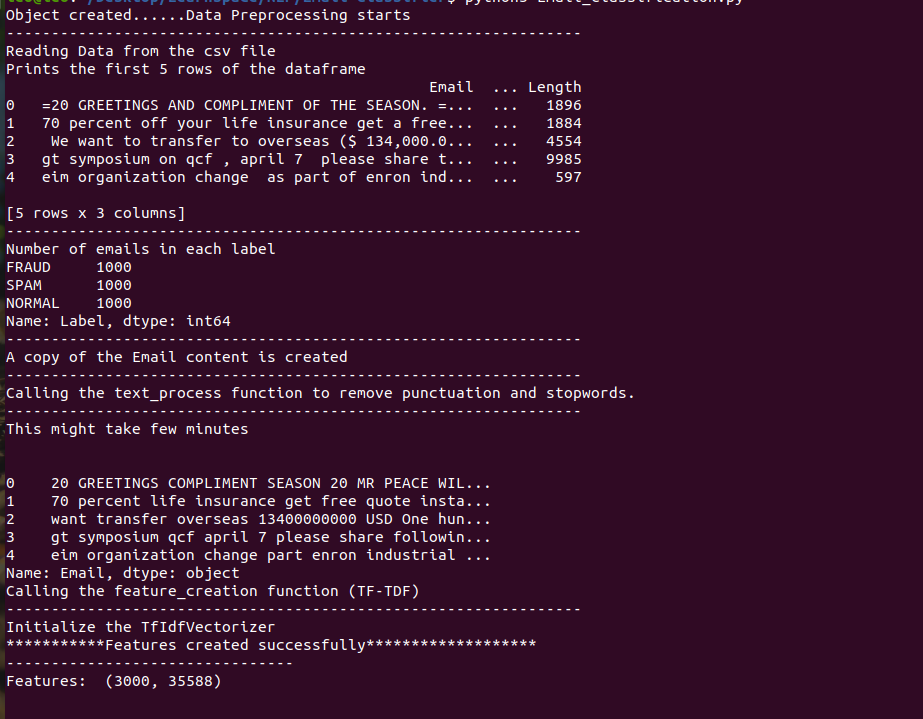 Object created......Data Preprocessing starts
----------------------------------------------------------------
Reading Data from the csv file
Prints the first 5 rows of the dataframe
                                               Email  ... Length
0   =20 GREETINGS AND COMPLIMENT OF THE SEASON. =...  ...   1896
1   70 percent off your life insurance get a free...  ...   1884
2    We want to transfer to overseas ($ 134,000.0...  ...   4554
3   gt symposium on qcf , april 7  please share t...  ...   9985
4   eim organization change  as part of enron ind...  ...    597
[5 rows x 3 columns]
----------------------------------------------------------------
Number of emails in each label
FRAUD     1000
SPAM      1000
NORMAL    1000
Name: Label, dtype: int64
----------------------------------------------------------------
A copy of the Email content is created
----------------------------------------------------------------
Calling the text_process function to remove punctuation and stopwords.
----------------------------------------------------------------
This might take few minutes
0    20 GREETINGS COMPLIMENT SEASON 20 MR PEACE WIL...
1    70 percent life insurance get free quote insta...
2    want transfer overseas 13400000000 USD One hun...
3    gt symposium qcf april 7 please share followin...
4    eim organization change part enron industrial ...
Name: Email, dtype: object
Calling the feature_creation function (TF-TDF)
----------------------------------------------------------------
Initialize the TfIdfVectorizer
***********Features created successfully*******************
--------------------------------
Features:  (3000, 35588)